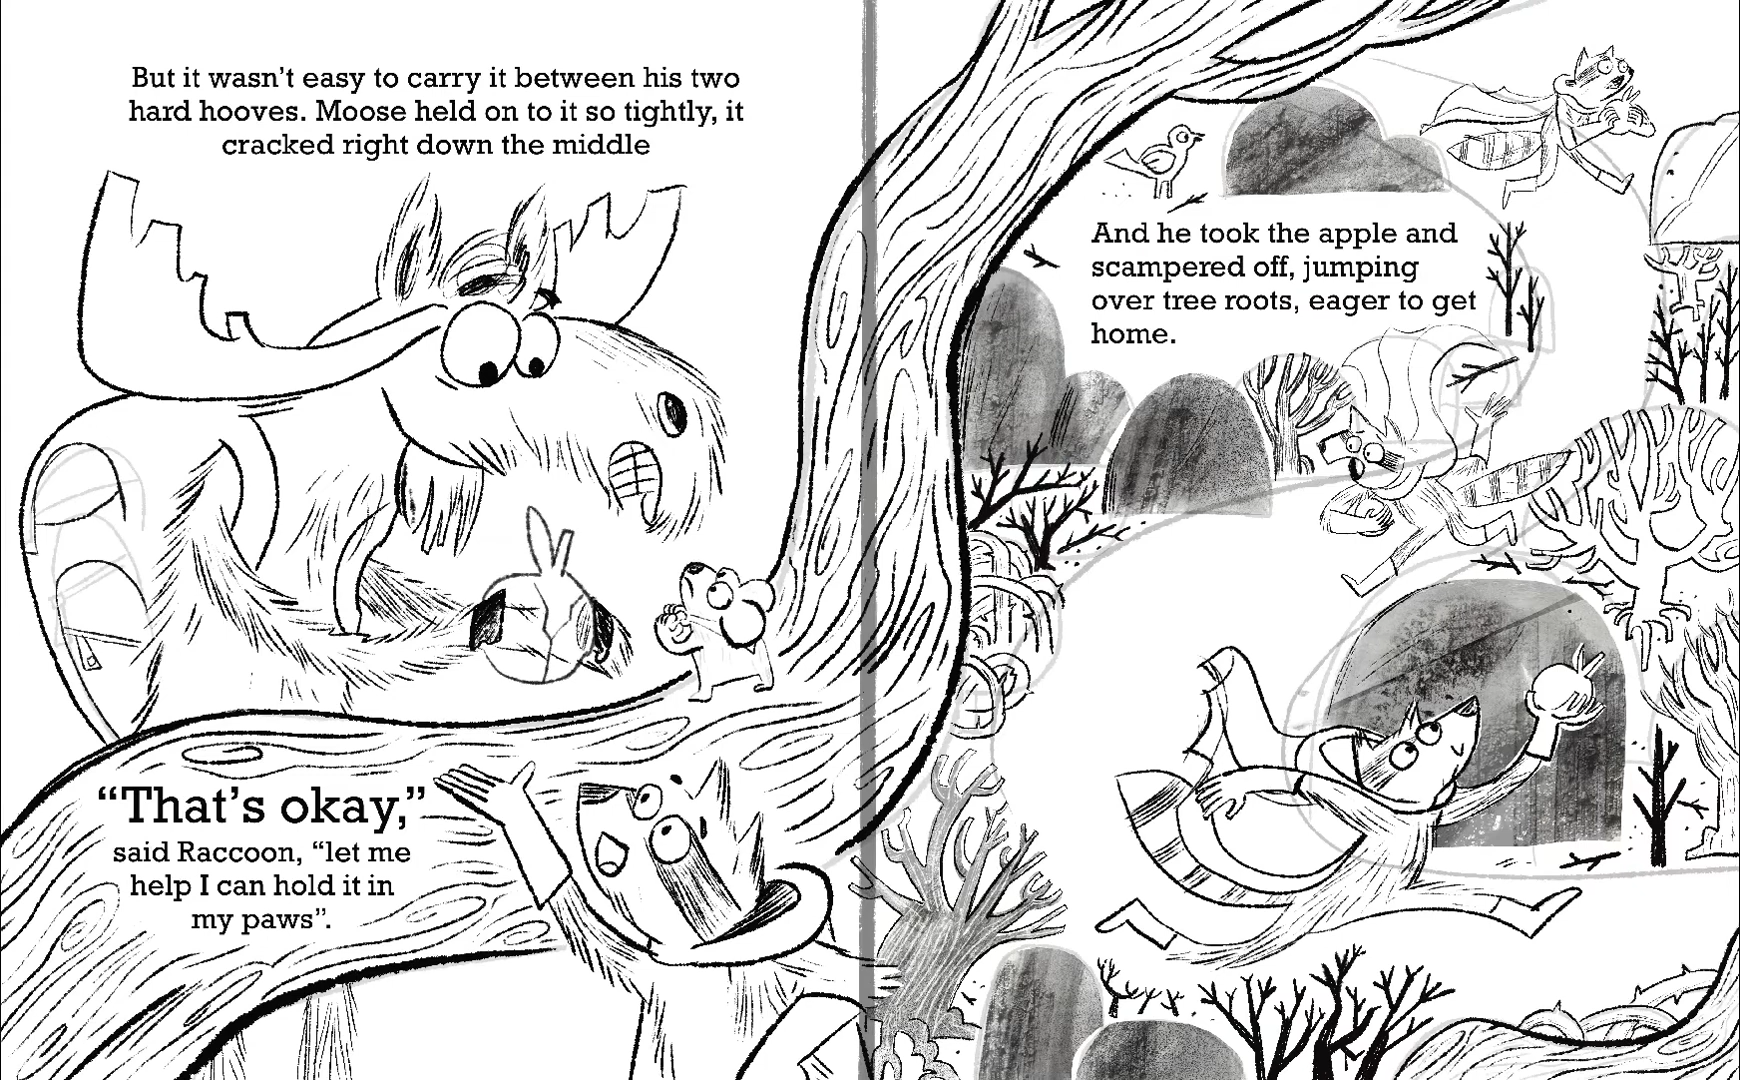 But it wasn't easy to carry it between his two
hard hooves. Moose held on to it so tightly, it
cracked right down the middle
“That's okay,”
said Raccoon, “let me
help I can hold it in
my paws”.
And he took the apple and
scampered off, jumping
over tree roots, eager to get
home.